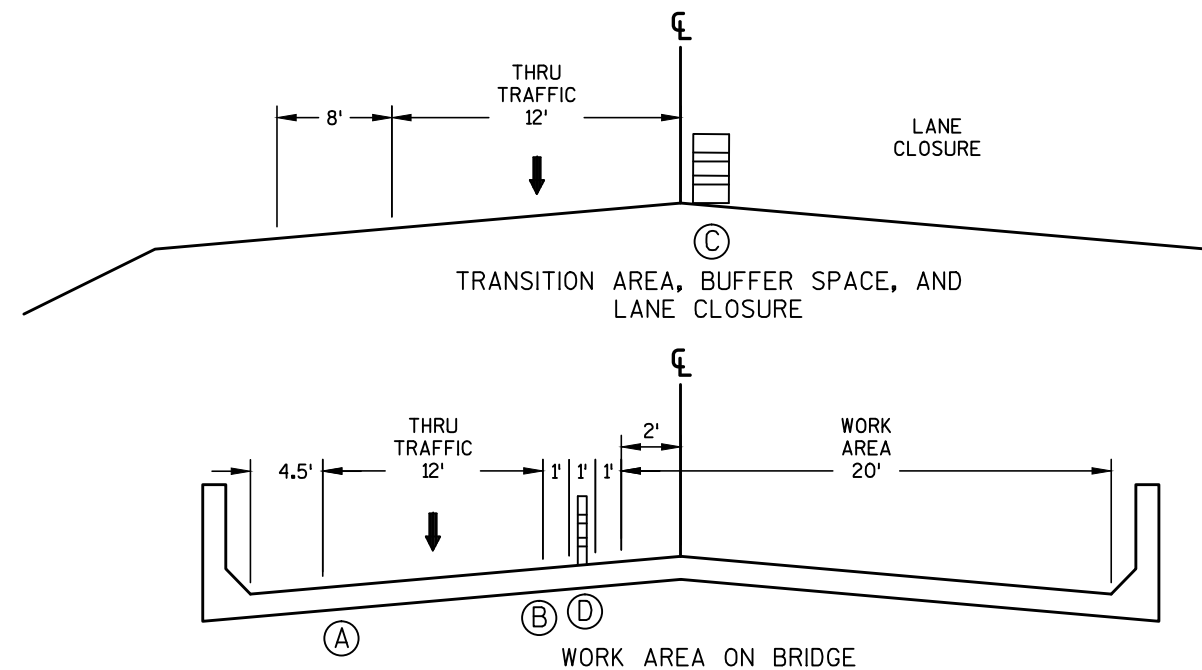 ℄
THRU
TRAFFIC
8'
12'
LANE
CLOSURE
C
TRANSITION AREA, BUFFER SPACE, AND
LANE CLOSURE
℄
THRU
TRAFFIC
2'
WORK
AREA
4.5'
12'
1'
1'
1'
20'
A
B
D
WORK AREA ON BRIDGE